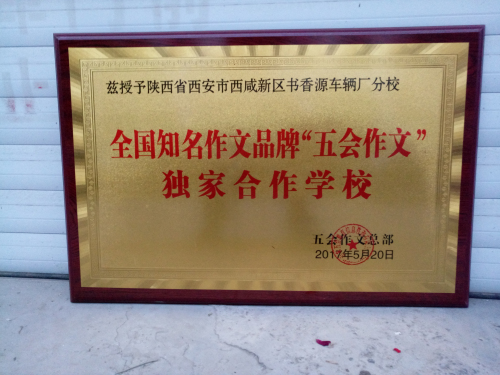 兹授予陕西省西安市西咸新区书香源车辆厂分校
全国知名作文品牌“五会作文”
独家合作学校
五会作文总部
2017年5月20日